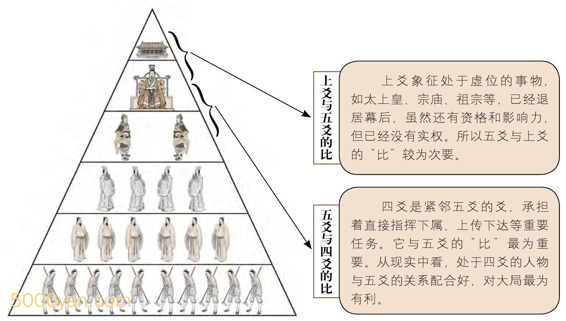 上爻与五爻的比
上爻象征处于虚位的事物，
如太上皇、宗庙、祖宗等，已经退
居幕后，虽然还有资格和影响力，
但已经没有实权。所以五爻与上爻
的“比”较为次要。
五爻与四爻的比
四爻是紧邻五爻的爻，承担
着直接指挥下属、上传下达等重要
任务。它与五爻的“比”最为重
要。从现实中看，处于四爻的人物
与五爻的关系配合好，对大局最为
有利。
5000yan.com